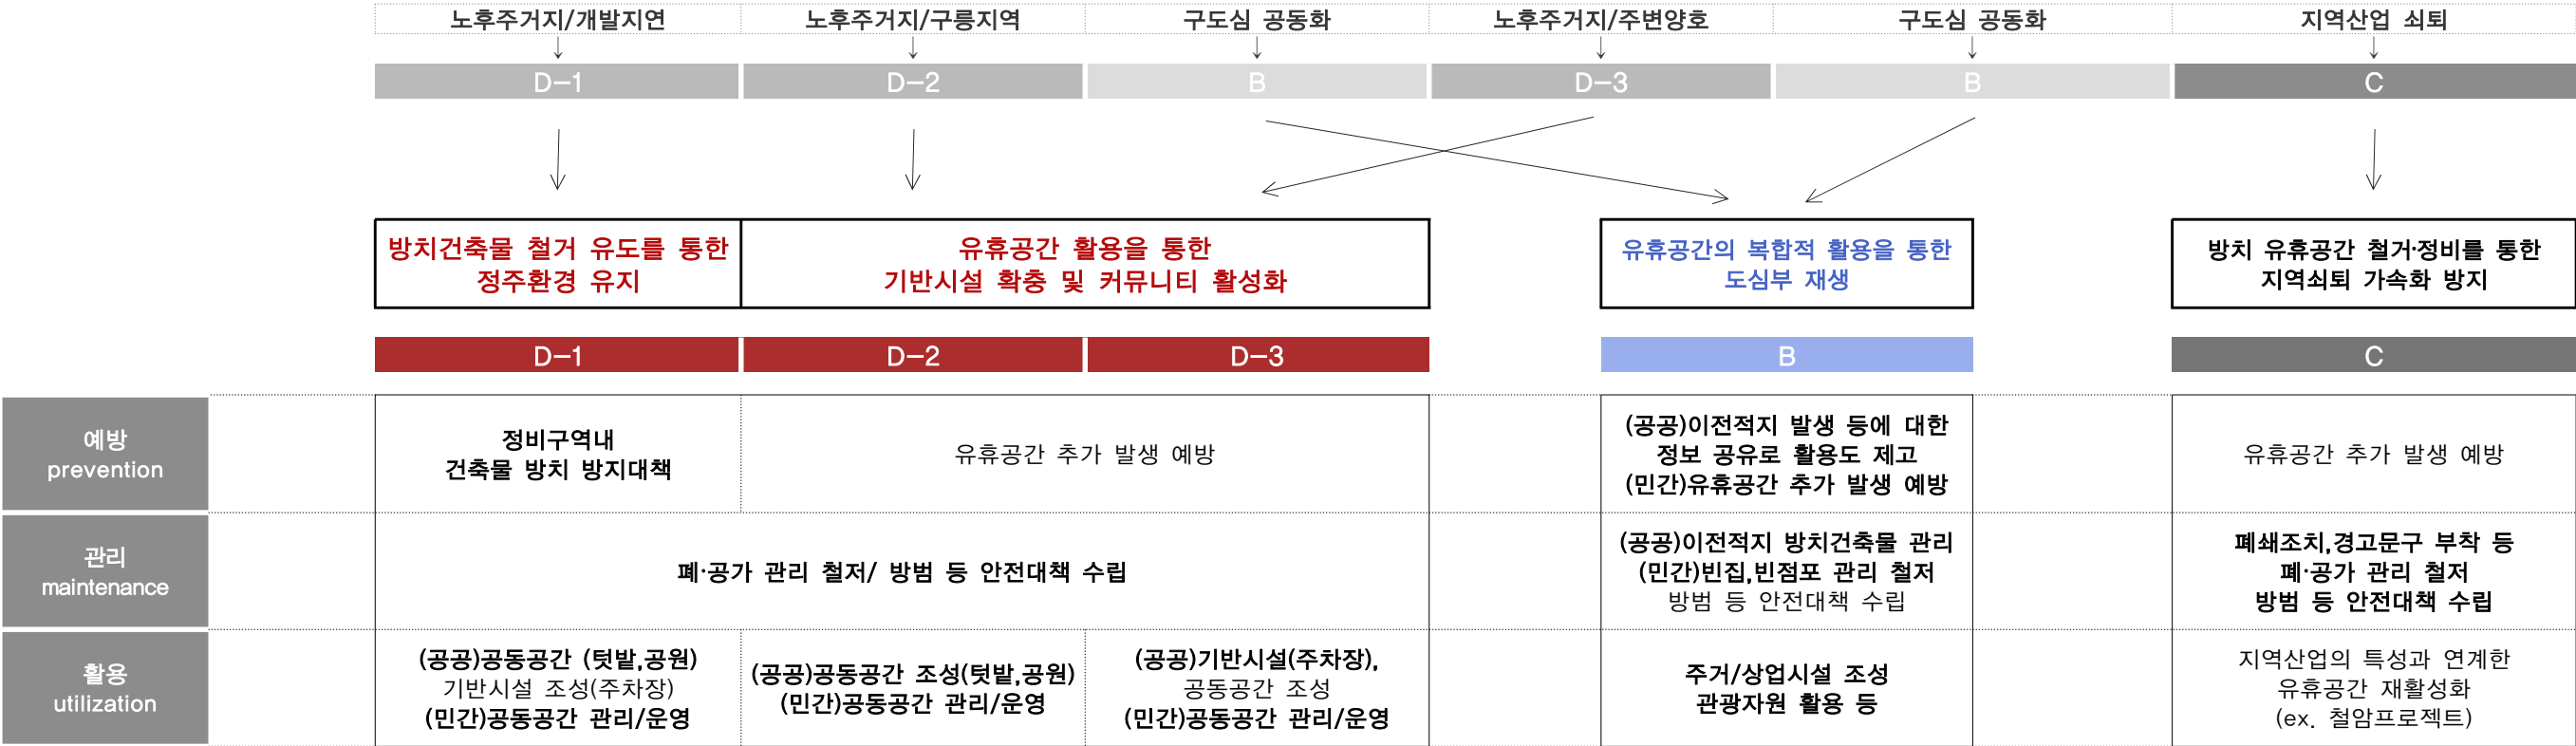 노후주거지/개발지연
노후주거지/구릉지역
구도심 공동화
노후주거지/주변양호
구도심 공동화
지역산업 쇠퇴
D-1
D-2
B
D-3
B
C
방치건축물 철거 유도를 통한
정주환경 유지
유휴공간 활용을 통한
기반시설 확충 및 커뮤니티 활성화
유휴공간의 복합적 활용을 통한
도심부 재생
방치 유휴공간 철거·정비를 통한
지역쇠퇴 가속화 방지
D-1
D-2
D-3
B
C
예방
prevention
정비구역내
건축물 방치 방지대책
유휴공간 추가 발생 예방
(공공)이전적지 발생 등에 대한
정보 공유로 활용도 제고
(민간)유휴공간 추가 발생 예방
유휴공간 추가 발생 예방
관리
maintenance
폐·공가 관리 철저/ 방범 등 안전대책 수립
(공공)이전적지 방치건축물 관리
(민간)빈집,빈점포 관리 철저
방범 등 안전대책 수립
폐쇄조치,경고문구 부착 등
폐·공가 관리 철저
방범 등 안전대책 수립
활용
utilization
(공공)공동공간 (텃밭,공원)
기반시설 조성(주차장)
(민간)공동공간 관리/운영
(공공)공동공간 조성(텃밭,공원)
(민간)공동공간 관리/운영
(공공)기반시설(주차장),
공동공간 조성
(민간)공동공간 관리/운영
주거/상업시설 조성
관광자원 활용 등
지역산업의 특성과 연계한
유휴공간 재활성화
(ex. 철암프로젝트)